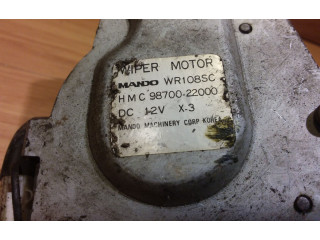 WIPER MOTOR
MANDO WR108SC
HMC 98700-22000
DC 12V X-3
MANDO MACHINERY CORP KOREA